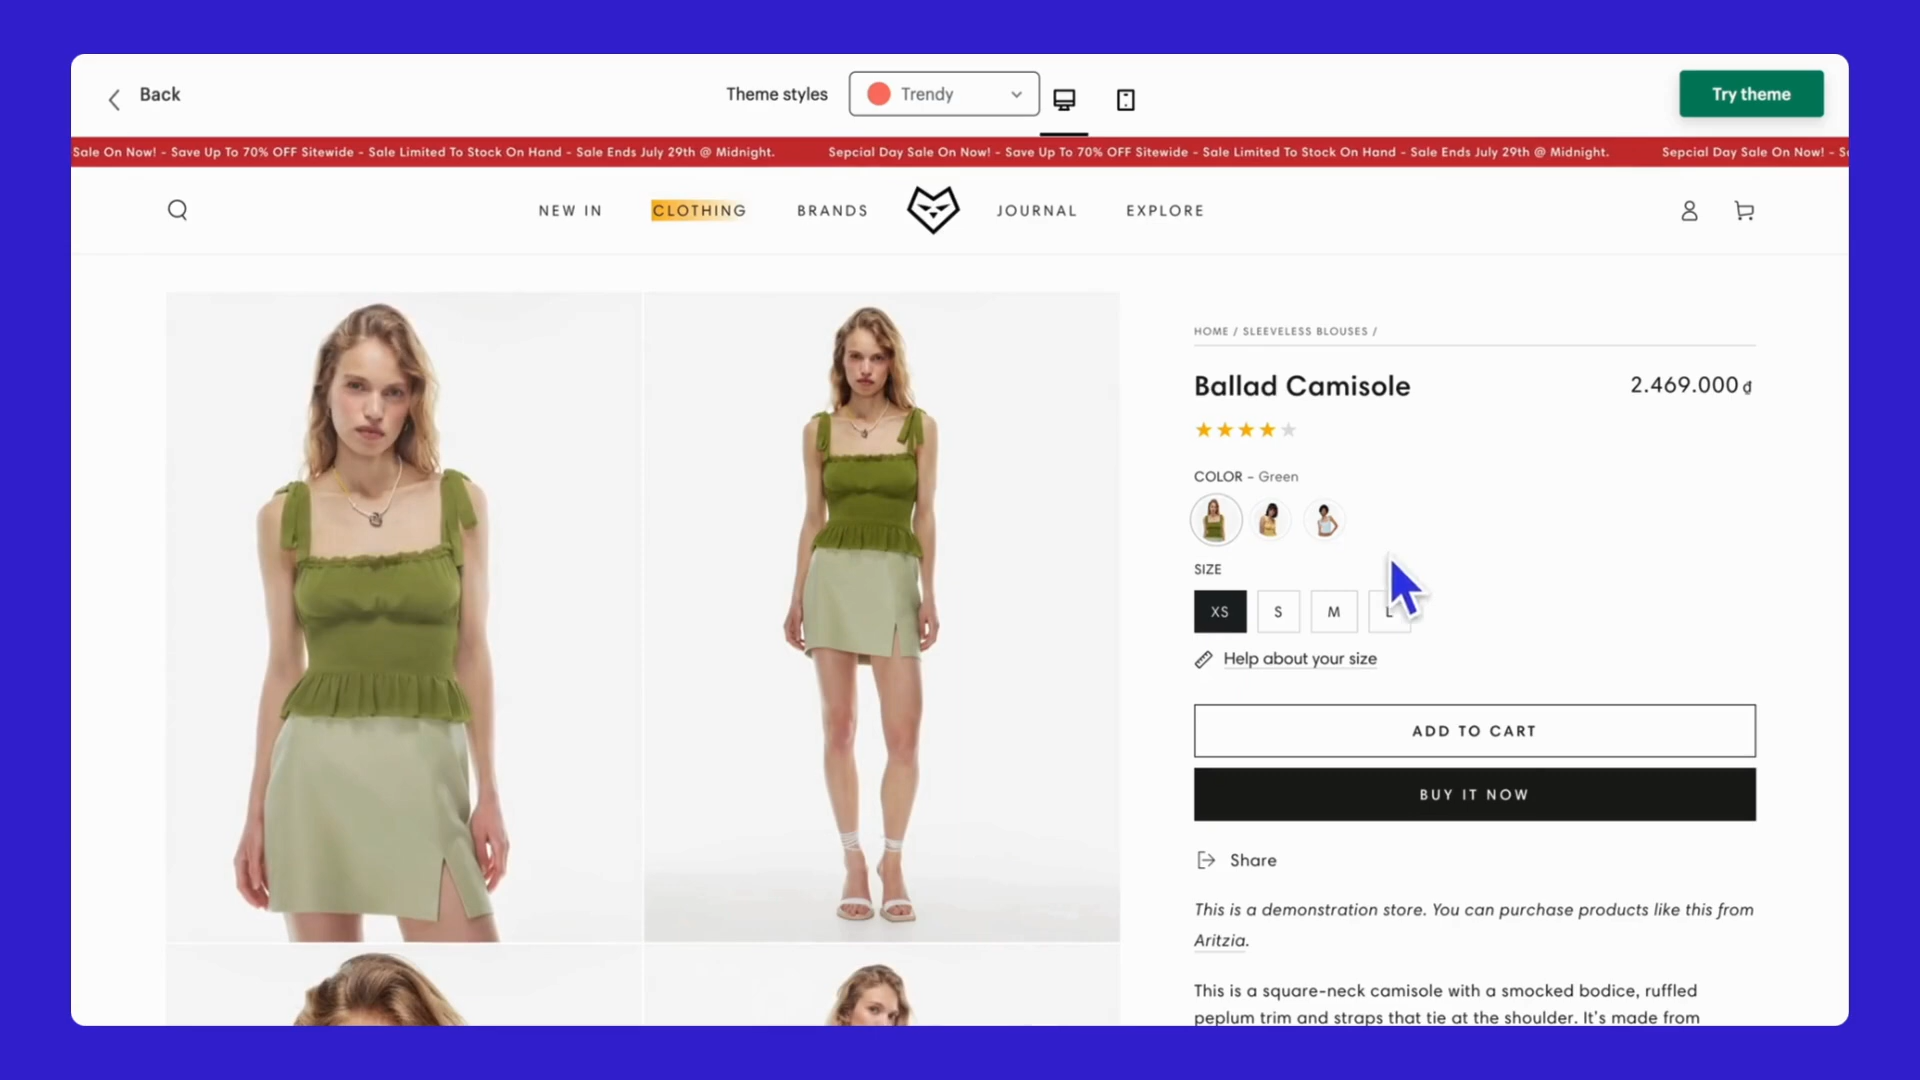 Back
Theme styles
Trendy
Try theme
Sale On Now! - Save Up To 70% OFF Sitewide - Sale Limited To Stock On Hand - Sale Ends July 29th @ Midnight. Sepcial Day Sale On Now! - Save Up To 70% OFF Sitewide - Sale Limited To Stock On Hand - Sale Ends July 29th @ Midnight. Sepcial Day Sale On Now! -
NEW IN CLOTHING BRANDS JOURNAL EXPLORE
HOME / SLEEVELESS BLOUSES /
Ballad Camisole
2.469.000₫
COLOR – Green
SIZE
XS S M L
Help about your size
ADD TO CART
BUY IT NOW
Share
This is a demonstration store. You can purchase products like this from
Aritzia.
This is a square-neck camisole with a smocked bodice, ruffled
peplum trim and straps that tie at the shoulder. It's made from